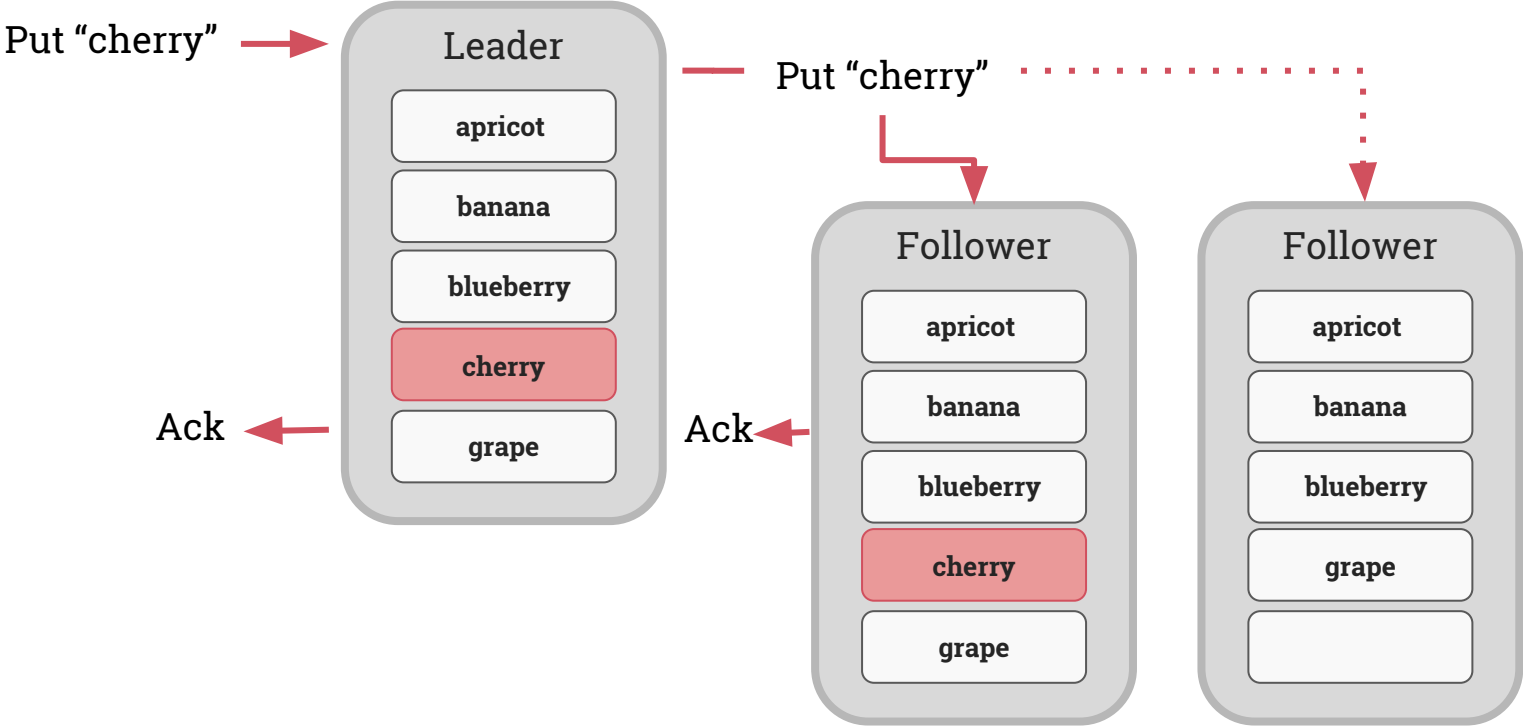 Put “cherry”
Leader
apricot
banana
blueberry
cherry
grape
Ack
Put “cherry”
Follower
apricot
banana
blueberry
cherry
grape
Ack
Follower
apricot
banana
blueberry
grape